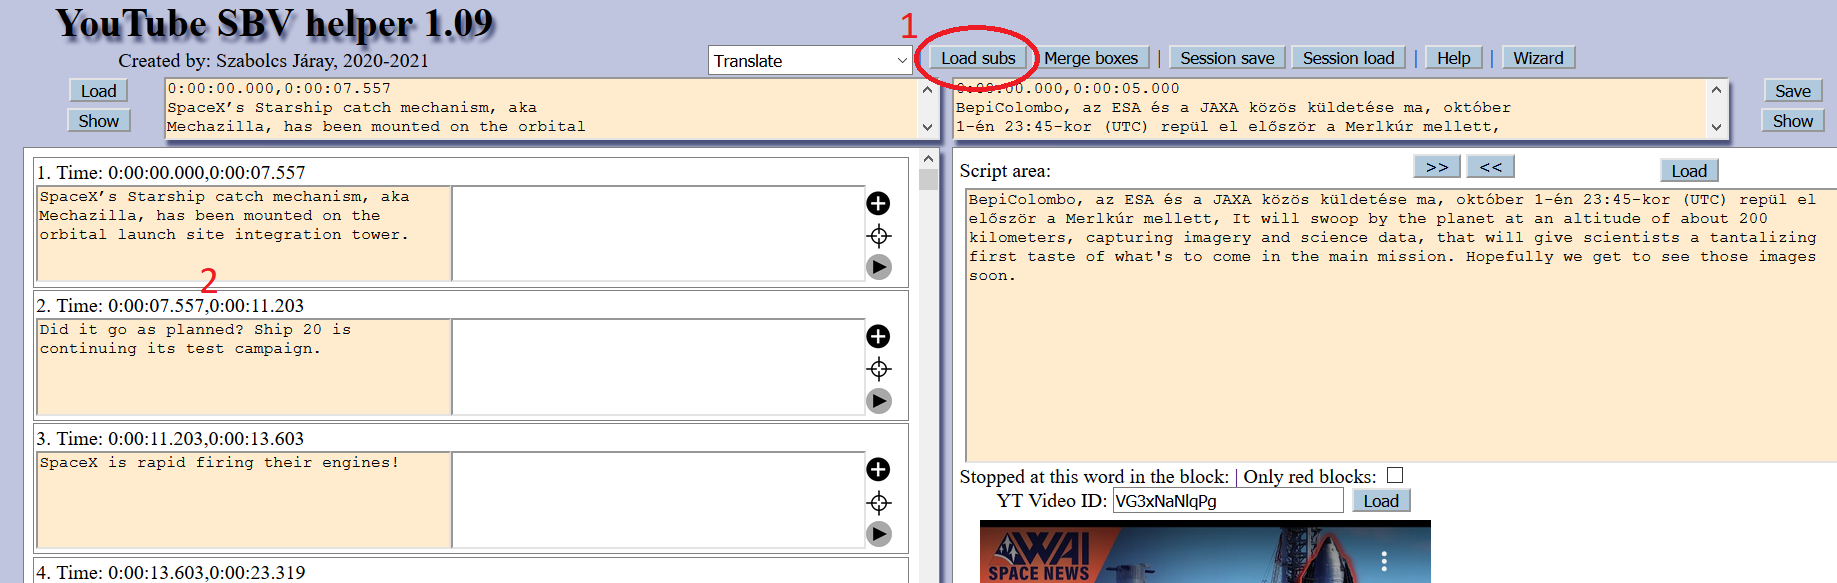 YouTube SBV helper 1.09
1
Created by: Szabolcs Járay, 2020-2021
Translate
Load subs
Merge boxes | Session save Session load | Help | Wizard
Load
0:00:00.000,0:00:07.557
SpaceX’s Starship catch mechanism, aka
Mechazilla, has been mounted on the orbital
Show
0:00:00.000,0:00:05.000
BepiColombo, az ESA és a JAXA közös küldetése ma, október
1-én 23:45-kor (UTC) repül el először a Merlkúr mellett,
Save
Show
1. Time: 0:00:00.000,0:00:07.557
SpaceX’s Starship catch mechanism, aka
Mechazilla, has been mounted on the
orbital launch site integration tower.
2
2. Time: 0:00:07.557,0:00:11.203
Did it go as planned? Ship 20 is
continuing its test campaign.
3. Time: 0:00:11.203,0:00:13.603
SpaceX is rapid firing their engines!
4. Time: 0:00:13.603,0:00:23.319
Script area:
>> <<
Load
BepiColombo, az ESA és a JAXA közös küldetése ma, október 1-én 23:45-kor (UTC) repül el
először a Merlkúr mellett, It will swoop by the planet at an altitude of about 200
kilometers, capturing imagery and science data, that will give scientists a tantalizing
first taste of what's to come in the main mission. Hopefully we get to see those images
soon.
Stopped at this word in the block: | Only red blocks:
YT Video ID: VG3xNaNlqPg Load
WAI
SPACE NEWS